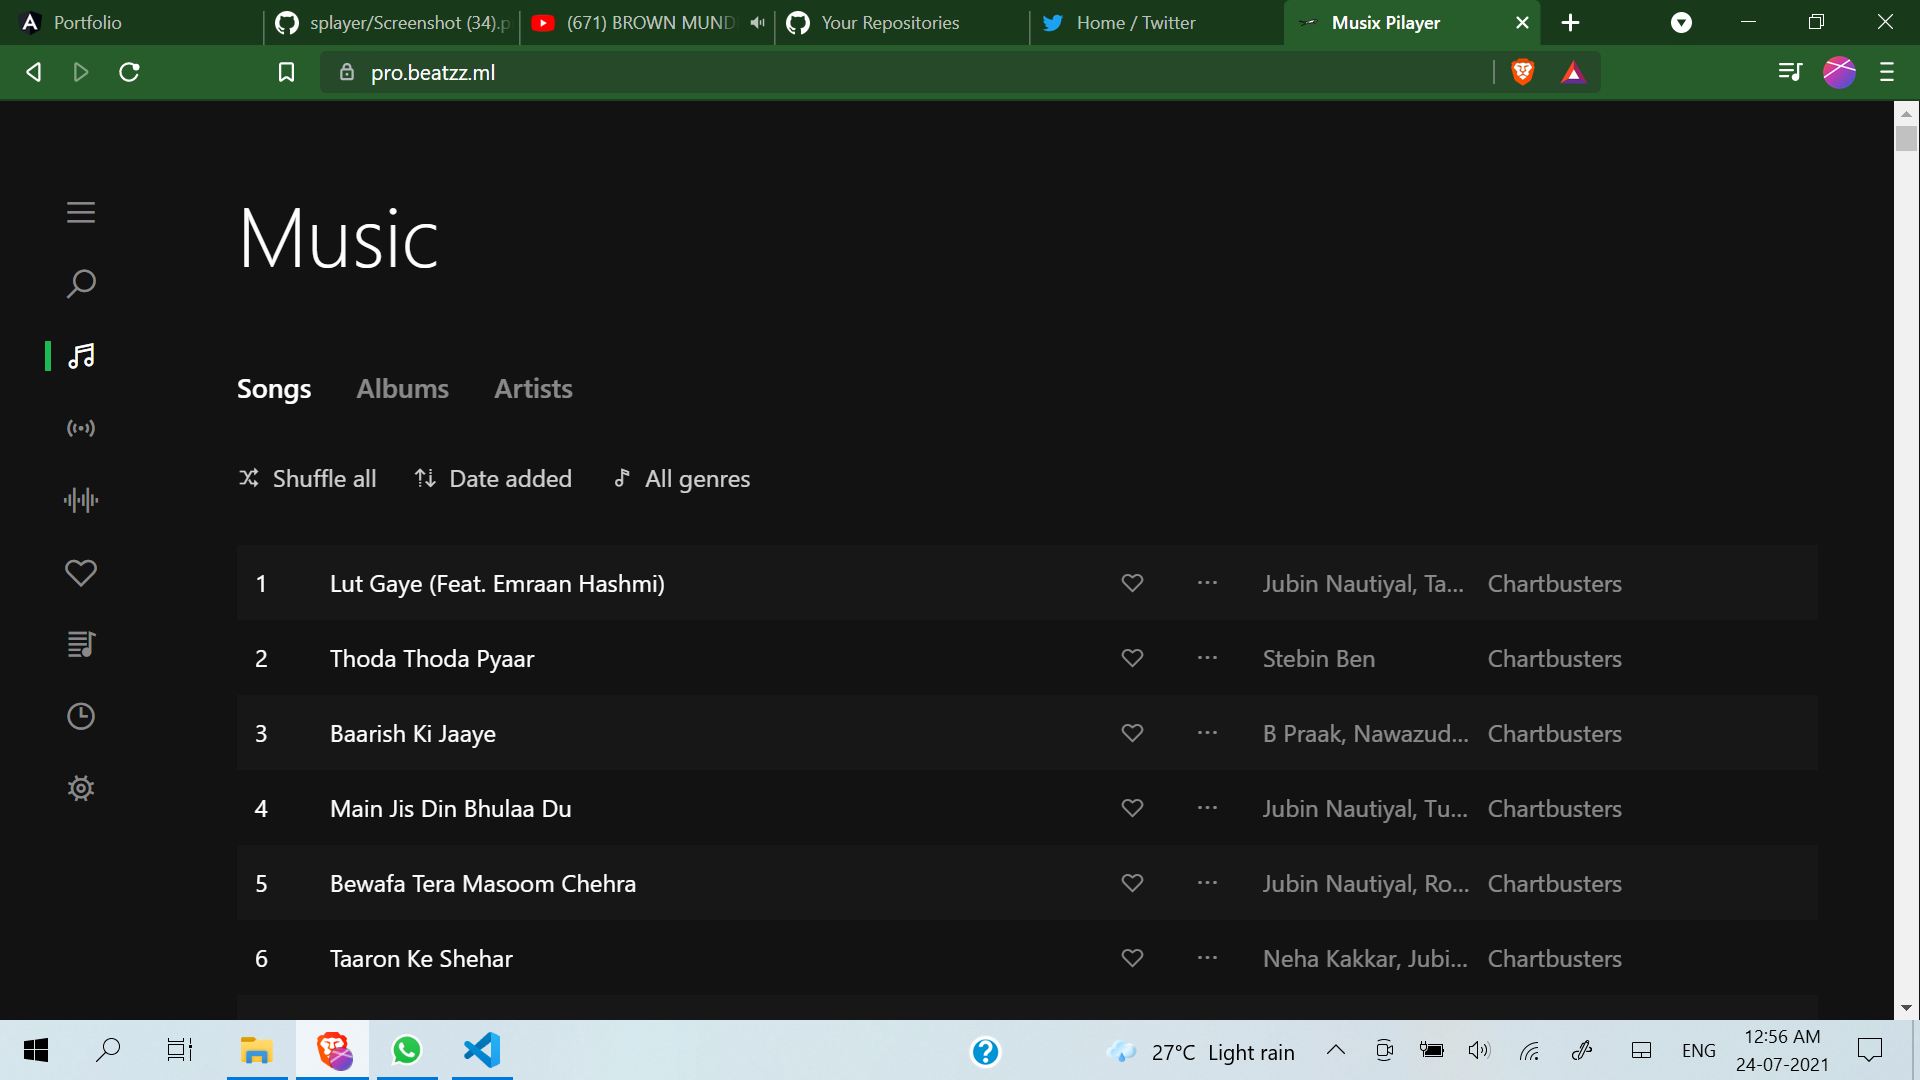 Portfolio splayer/Screenshot (34).p (671) BROWN MUND Your Repositories Home / Twitter Musix Pilayer
pro.beatzz.ml
Music
Songs Albums Artists
Shuffle all Date added All genres
1 Lut Gaye (Feat. Emraan Hashmi) Jubin Nautiyal, Ta... Chartbusters
2 Thoda Thoda Pyaar Stebin Ben Chartbusters
3 Baarish Ki Jaaye B Praak, Nawazud... Chartbusters
4 Main Jis Din Bhulaa Du Jubin Nautiyal, Tu... Chartbusters
5 Bewafa Tera Masoom Chehra Jubin Nautiyal, Ro... Chartbusters
6 Taaron Ke Shehar Neha Kakkar, Jubi... Chartbusters
27°C Light rain ENG 12:56 AM
24-07-2021